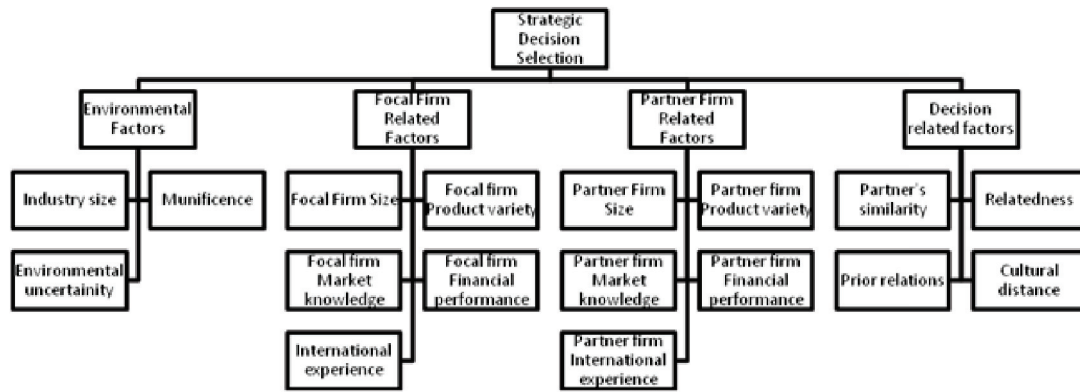 Strategic
Decision
Selection
Environmental
Factors
Focal Firm
Related
Factors
Partner Firm
Related
Factors
Decision
related factors
Industry size
Munificence
Focal Firm Size
Focal firm
Product variety
Partner Firm
Size
Partner firm
Product variety
Partner's
similarity
Relatedness
Environmental
uncertainity
Focal firm
Market
knowledge
Focal firm
Financial
performance
Partner firm
Market
knowledge
Partner firm
Financial
performance
Prior relations
Cultural
distance
International
experience
Partner firm
International
experience